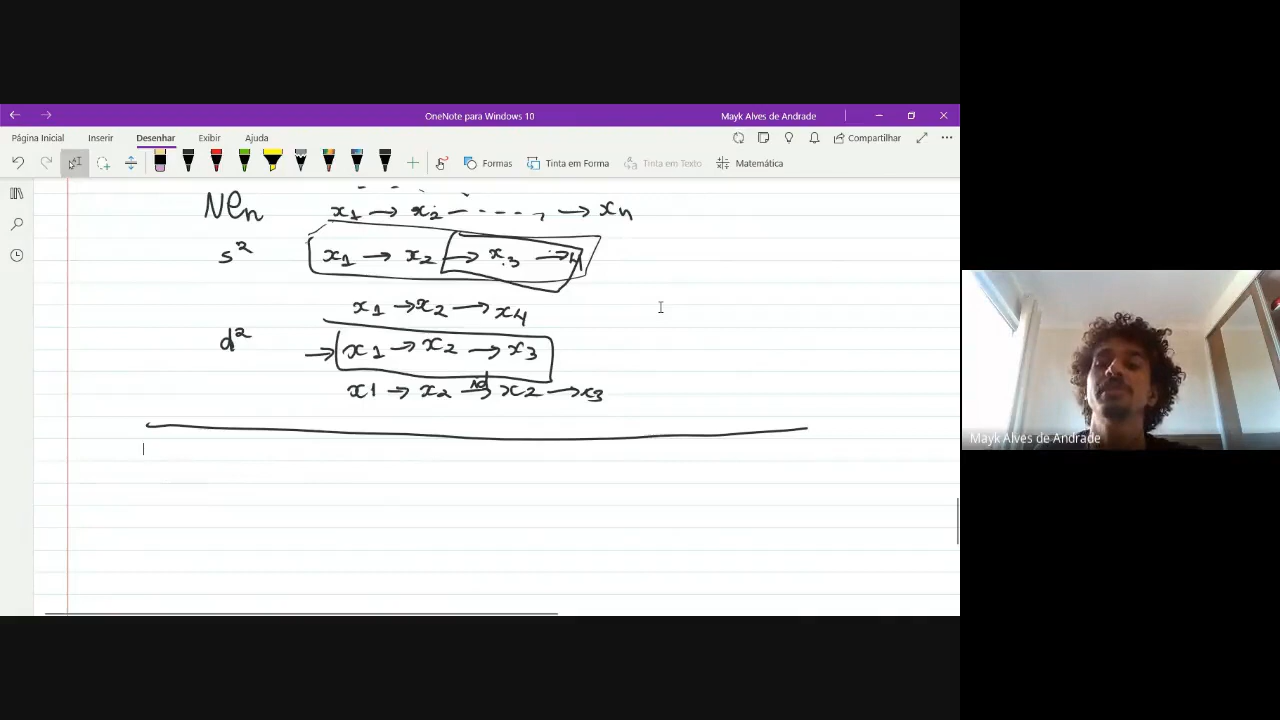 OneNote para Windows 10
Mayk Alves de Andrade
Página Inicial Inserir Desenhar Exibir Ajuda
Compartilhar
Formas Tinta em Forma Tinta em Texto Matemática
Nℓₙ x₁ → x₂ - - - - , → xₙ
s² x₁ → x₂ → x₃ → 4
x₁ → x₂ → x₄
d² → x₁ → x₂ → x₃
x1 → x₂ → x₂ → x₃
Mayk Alves de Andrade